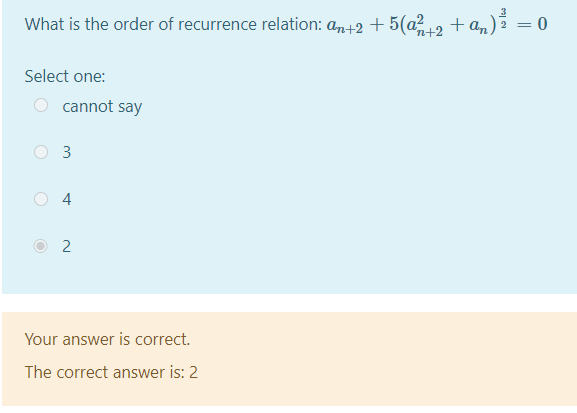 What is the order of recurrence relation: $a_{n+2} + 5(a_{n+2}^2 + a_n)^{\frac{3}{2}} = 0$
Select one:
cannot say
3
4
2
Your answer is correct.
The correct answer is: 2